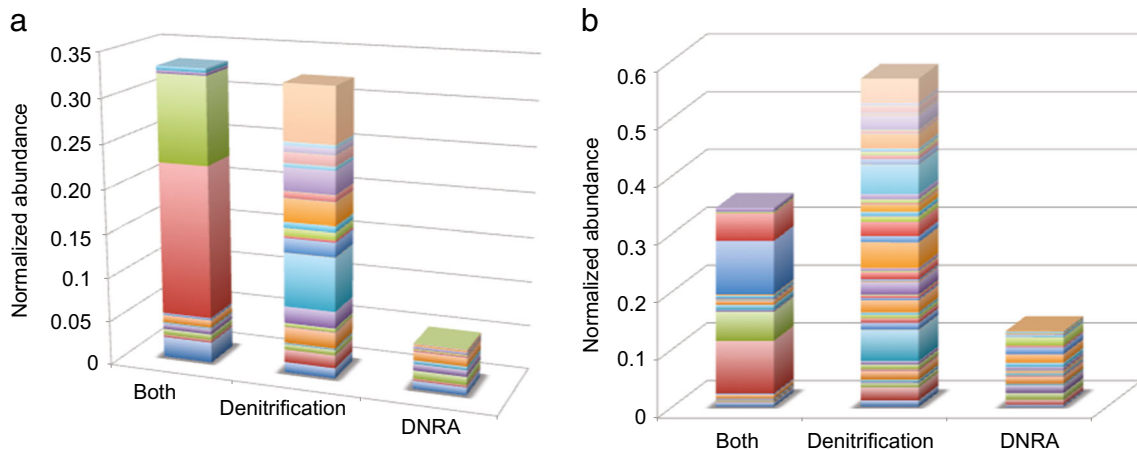 a
Normalized abundance
0.35
0.30
0.25
0.20
0.15
0.1
0.05
0
Both
Denitrification
DNRA
b
Normalized abundance
0.6
0.5
0.4
0.3
0.2
0.1
0
Both
Denitrification
DNRA